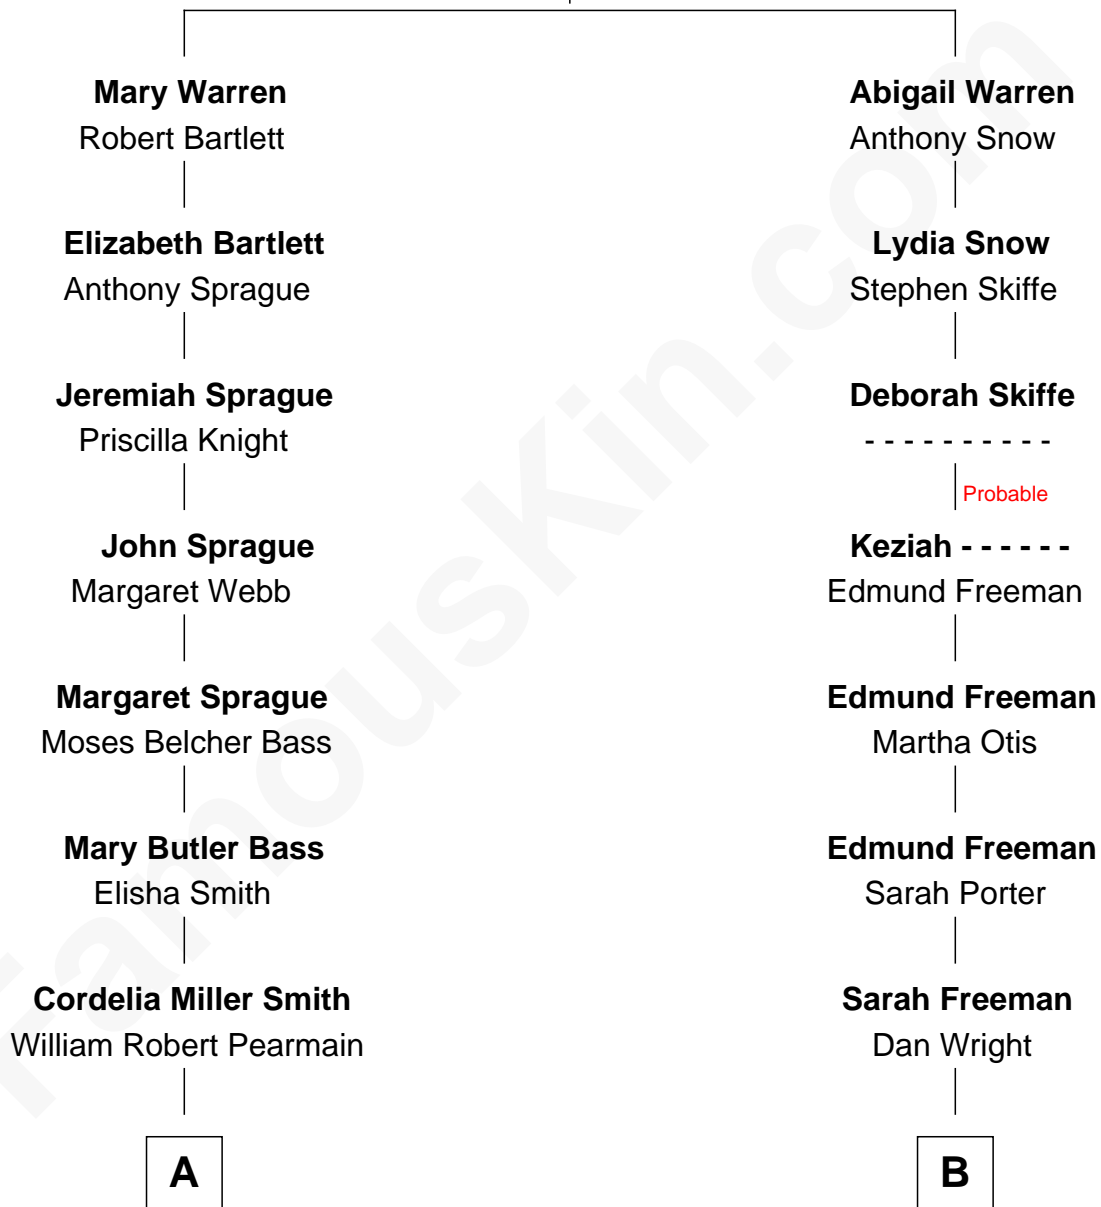 Mary Warren
Robert Bartlett
Abigail Warren
Anthony Snow
Elizabeth Bartlett
Anthony Sprague
Lydia Snow
Stephen Skiffe
Jeremiah Sprague
Priscilla Knight
Deborah Skiffe
- - - - - - - - - -
Probable
John Sprague
Margaret Webb
Keziah - - - - - -
Edmund Freeman
Margaret Sprague
Moses Belcher Bass
Edmund Freeman
Martha Otis
Mary Butler Bass
Elisha Smith
Edmund Freeman
Sarah Porter
Cordelia Miller Smith
William Robert Pearmain
Sarah Freeman
Dan Wright
A
B
FamousKin.com